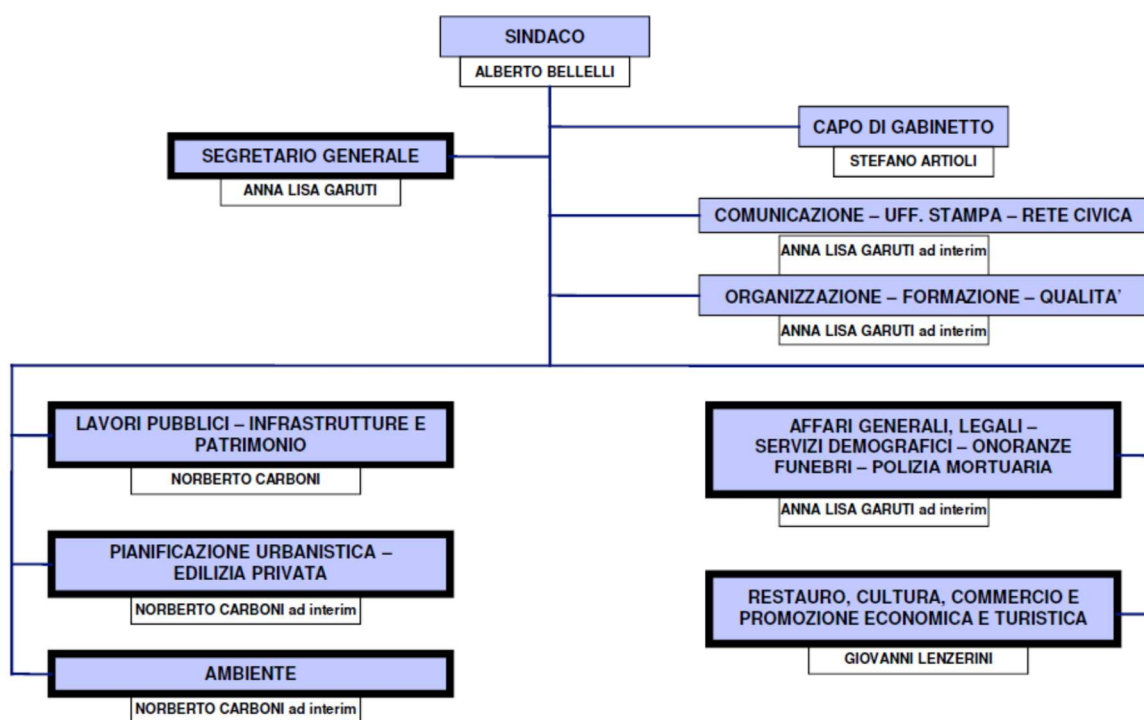 SINDACO
ALBERTO BELLELLI
CAPO DI GABINETTO
STEFANO ARTIOLI
SEGRETARIO GENERALE
ANNA LISA GARUTI
COMUNICAZIONE – UFF. STAMPA – RETE CIVICA
ANNA LISA GARUTI ad interim
ORGANIZZAZIONE – FORMAZIONE – QUALITA’
ANNA LISA GARUTI ad interim
LAVORI PUBBLICI – INFRASTRUTTURE E
PATRIMONIO
NORBERTO CARBONI
PIANIFICAZIONE URBANISTICA –
EDILIZIA PRIVATA
NORBERTO CARBONI ad interim
AMBIENTE
NORBERTO CARBONI ad interim
AFFARI GENERALI, LEGALI –
SERVIZI DEMOGRAFICI – ONORANZE
FUNEBRI – POLIZIA MORTUARIA
ANNA LISA GARUTI ad interim
RESTAURO, CULTURA, COMMERCIO E
PROMOZIONE ECONOMICA E TURISTICA
GIOVANNI LENZERINI